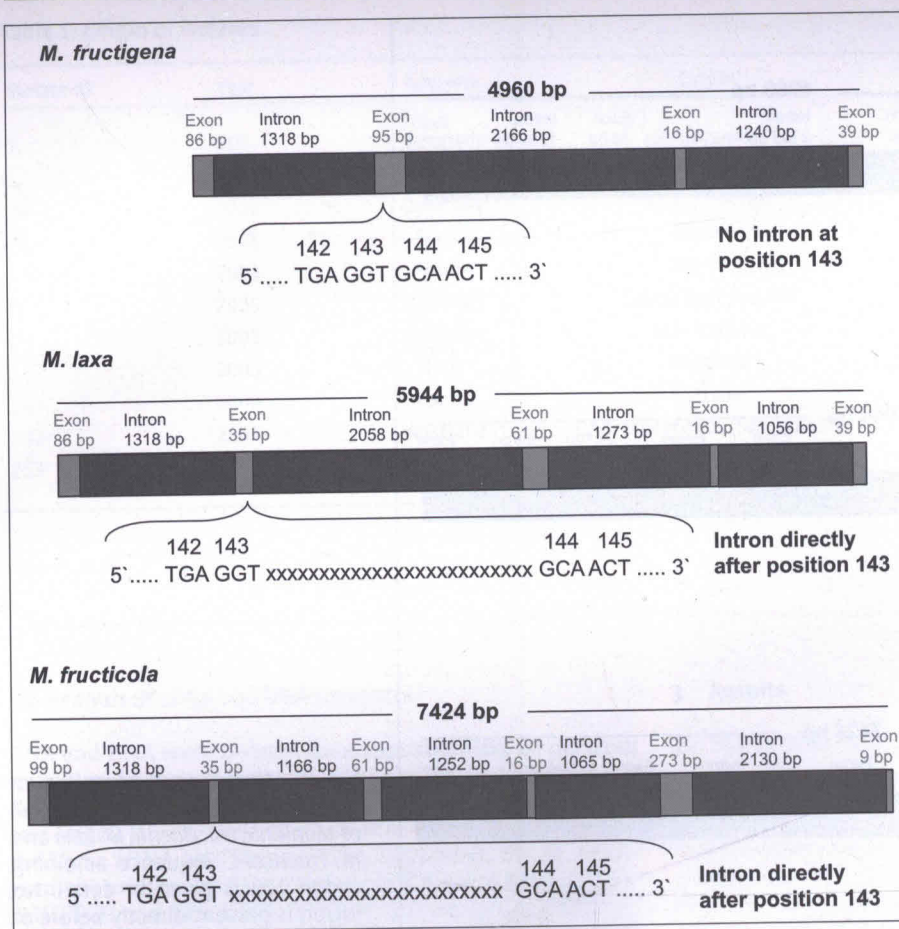 M. fructigena
4960 bp
Exon Intron Exon Intron Exon Intron Exon
86 bp 1318 bp 95 bp 2166 bp 16 bp 1240 bp 39 bp
142 143 144 145
5` ..... TGA GGT GCA ACT ..... 3`
No intron at
position 143
M. laxa
5944 bp
Exon Intron Exon Intron Exon Intron Exon Intron Exon
86 bp 1318 bp 35 bp 2058 bp 61 bp 1273 bp 16 bp 1056 bp 39 bp
142 143 144 145
5` ..... TGA GGT xxxxxxxxxxxxxxxxxxxxxxxxx GCA ACT ..... 3`
Intron directly
after position 143
M. fructicola
7424 bp
Exon Intron Exon Intron Exon Intron Exon Intron Exon Intron Exon
99 bp 1318 bp 35 bp 1166 bp 61 bp 1252 bp 16 bp 1065 bp 273 bp 2130 bp 9 bp
142 143 144 145
5` ..... TGA GGT xxxxxxxxxxxxxxxxxxxxxxxxx GCA ACT ..... 3`
Intron directly
after position 143